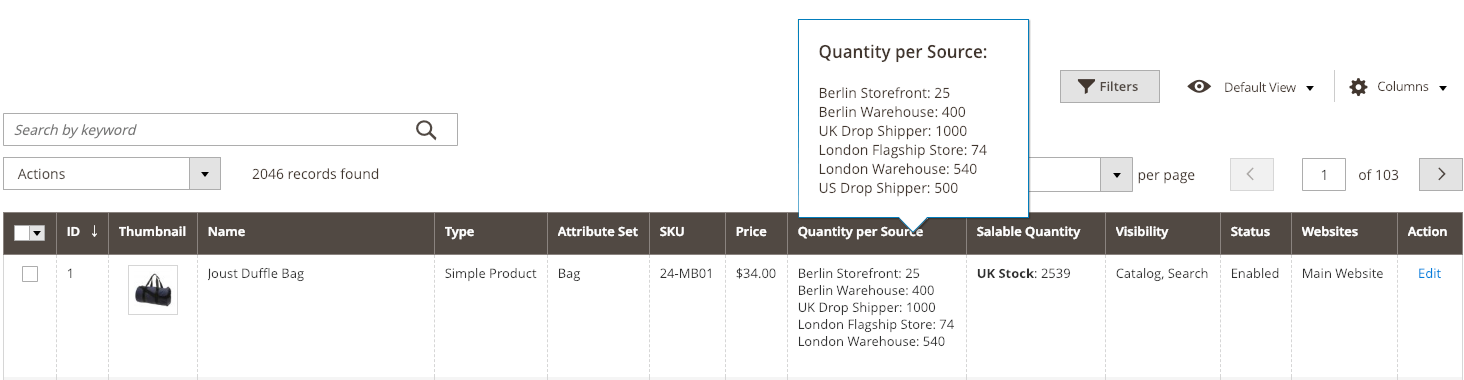 Quantity per Source:
Berlin Storefront: 25
Berlin Warehouse: 400
UK Drop Shipper: 1000
London Flagship Store: 74
London Warehouse: 540
US Drop Shipper: 500
Filters Default View Columns
Search by keyword
Actions 2046 records found per page 1 of 103
ID ↓ Thumbnail Name Type Attribute Set SKU Price Quantity per Source Salable Quantity Visibility Status Websites Action
1 Joust Duffle Bag Simple Product Bag 24-MB01 $34.00 Berlin Storefront: 25 UK Stock: 2539 Catalog, Search Enabled Main Website Edit
Berlin Warehouse: 400
UK Drop Shipper: 1000
London Flagship Store: 74
London Warehouse: 540